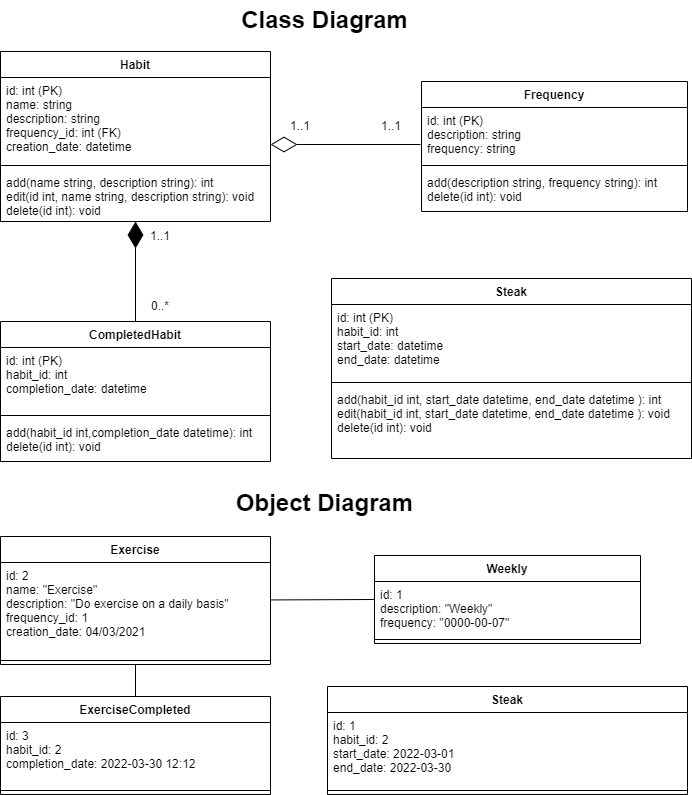 Class Diagram
Habit
id: int (PK)
name: string
description: string
frequency_id: int (FK)
creation_date: datetime
add(name string, description string): int
edit(id int, name string, description string): void
delete(id int): void
1..1
1..1
Frequency
id: int (PK)
description: string
frequency: string
add(description string, frequency string): int
delete(id int): void
1..1
0..*
CompletedHabit
id: int (PK)
habit_id: int
completion_date: datetime
add(habit_id int,completion_date datetime): int
delete(id int): void
Steak
id: int (PK)
habit_id: int
start_date: datetime
end_date: datetime
add(habit_id int, start_date datetime, end_date datetime ): int
edit(habit_id int, start_date datetime, end_date datetime ): void
delete(id int): void
Object Diagram
Exercise
id: 2
name: "Exercise"
description: "Do exercise on a daily basis"
frequency_id: 1
creation_date: 04/03/2021
Weekly
id: 1
description: "Weekly"
frequency: "0000-00-07"
ExerciseCompleted
id: 3
habit_id: 2
completion_date: 2022-03-30 12:12
Steak
id: 1
habit_id: 2
start_date: 2022-03-01
end_date: 2022-03-30